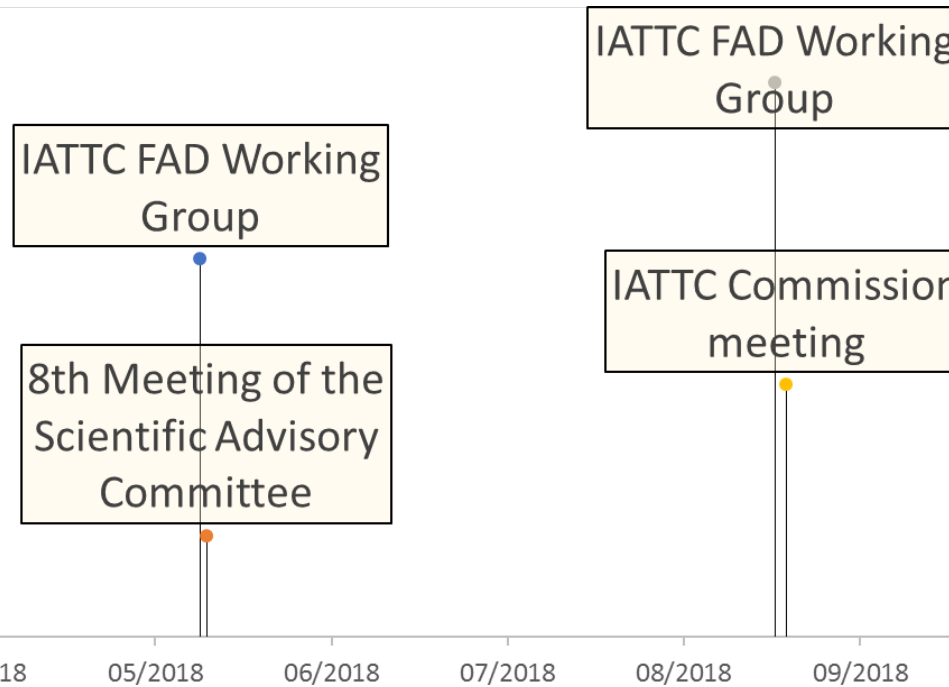 IATTC FAD Working
Group
IATTC FAD Working
Group
IATTC Commission
meeting
8th Meeting of the
Scientific Advisory
Committee
18
05/2018
06/2018
07/2018
08/2018
09/2018